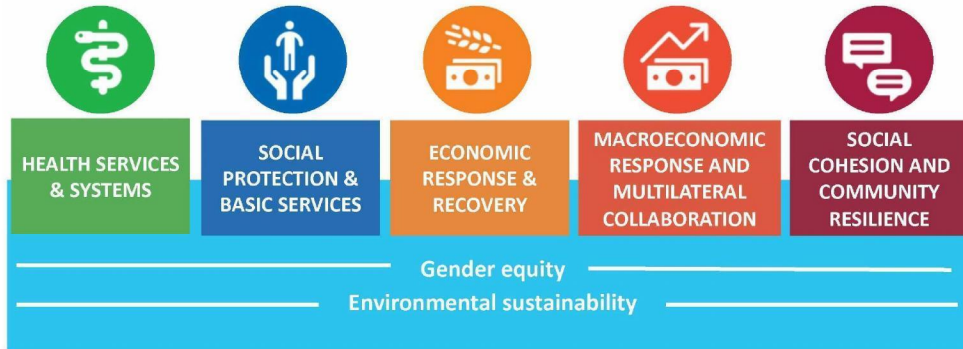 HEALTH SERVICES
& SYSTEMS
SOCIAL
PROTECTION &
BASIC SERVICES
ECONOMIC
RESPONSE &
RECOVERY
MACROECONOMIC
RESPONSE AND
MULTILATERAL
COLLABORATION
SOCIAL
COHESION AND
COMMUNITY
RESILIENCE
Gender equity
Environmental sustainability